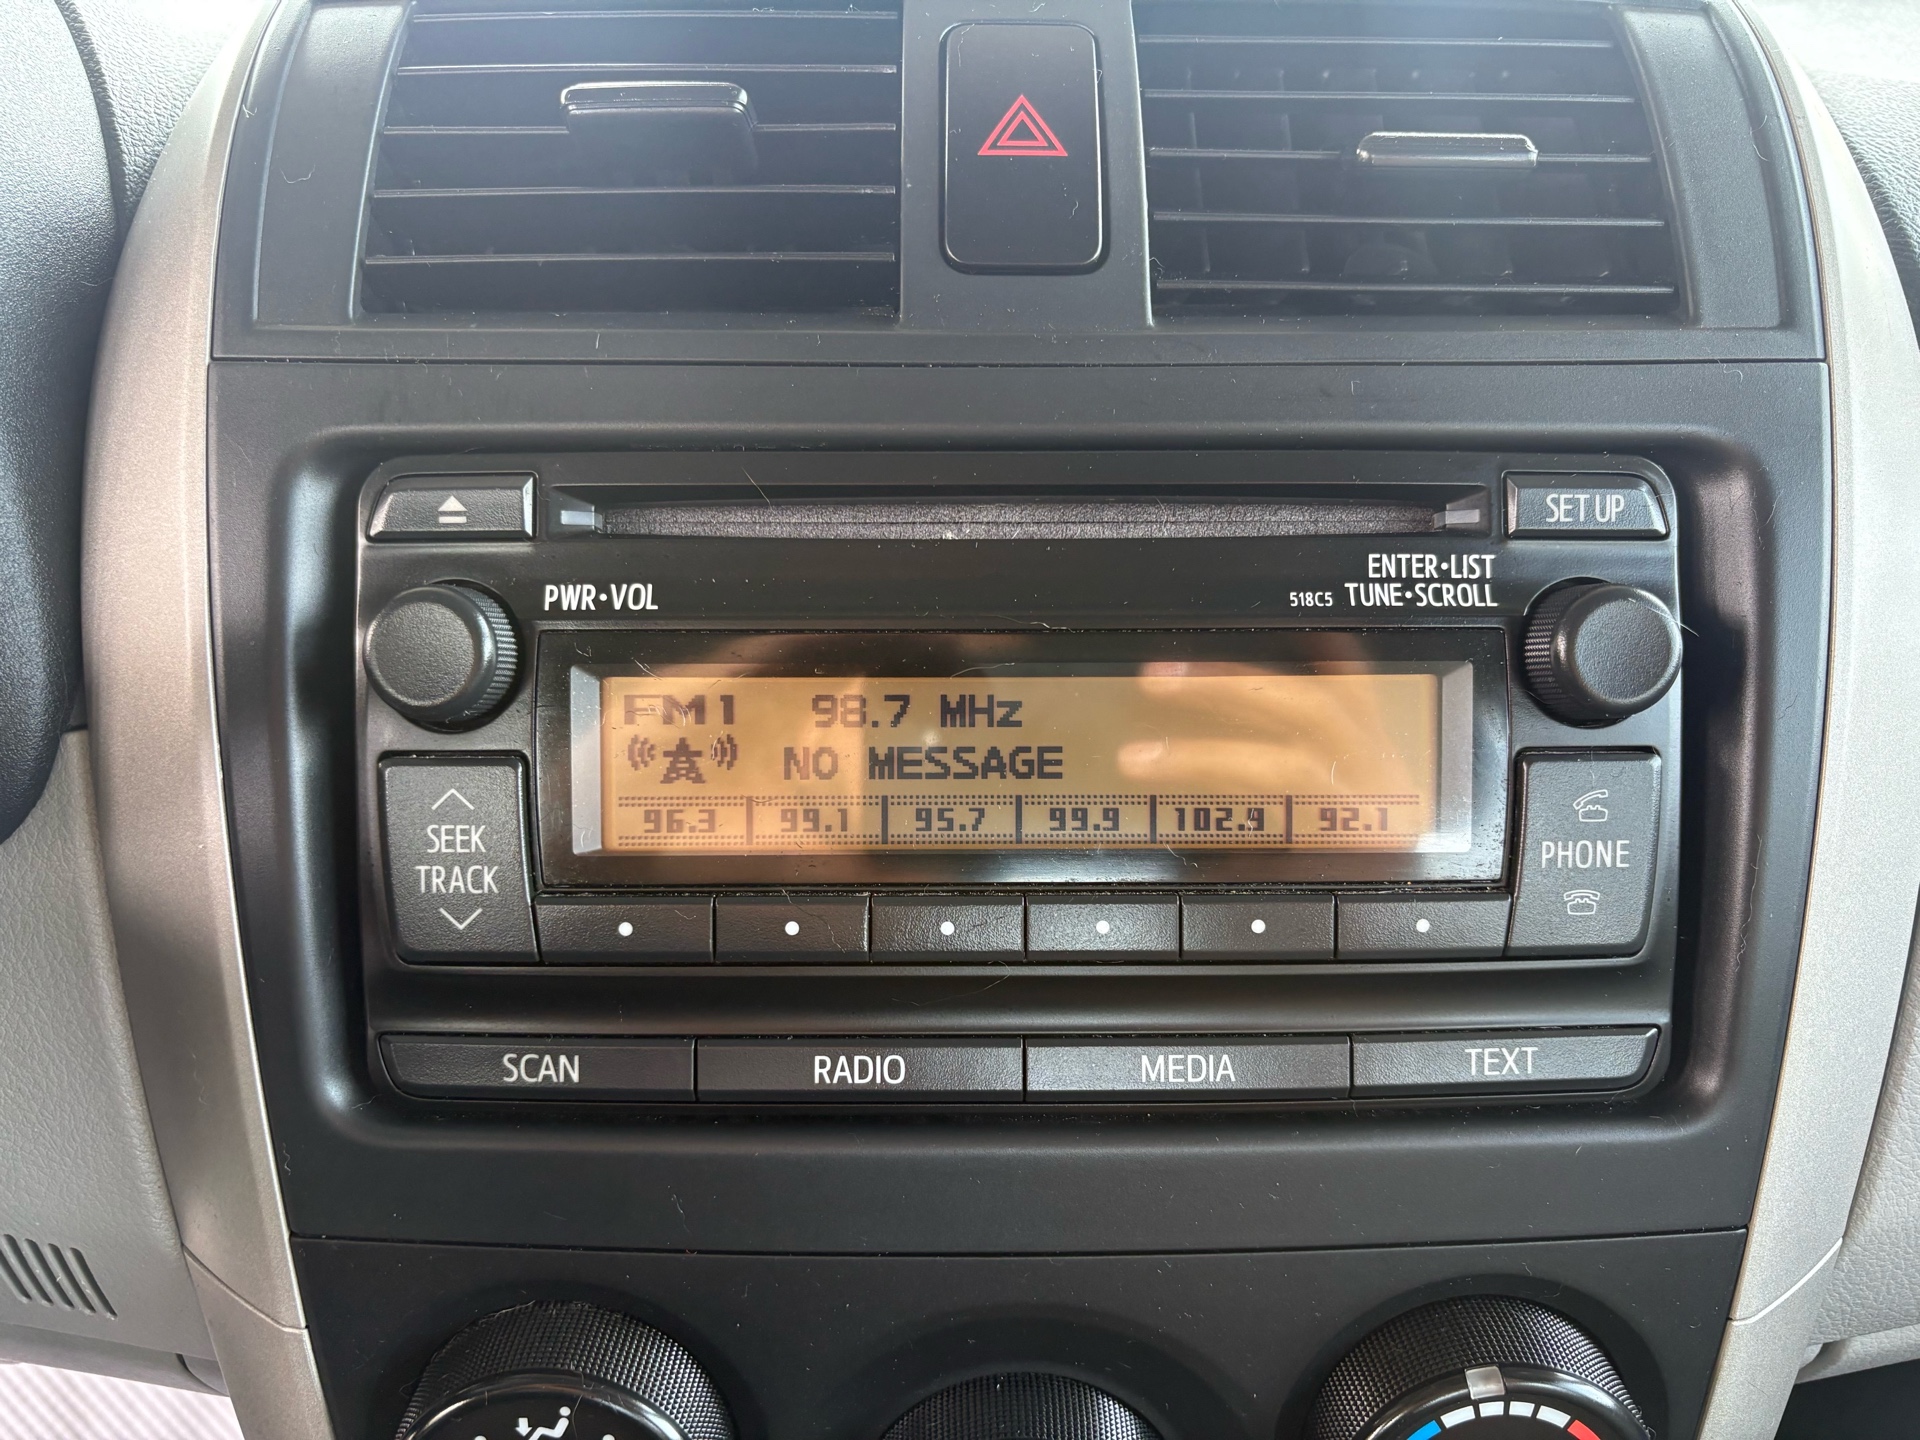 SET UP
PWR•VOL
ENTER•LIST
518C5 TUNE•SCROLL
FM1 98.7 MHz
NO MESSAGE
96.3 99.1 95.7 99.9 102.9 92.1
SEEK
TRACK
PHONE
SCAN RADIO MEDIA TEXT